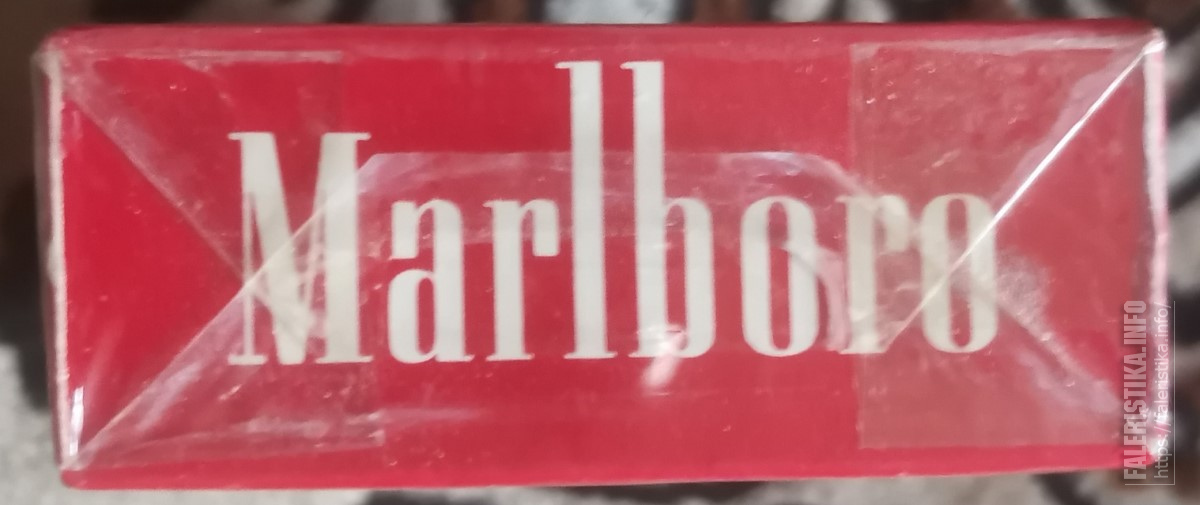 Marlboro
FALERISTIKA.INFO
https://faleristika.info/